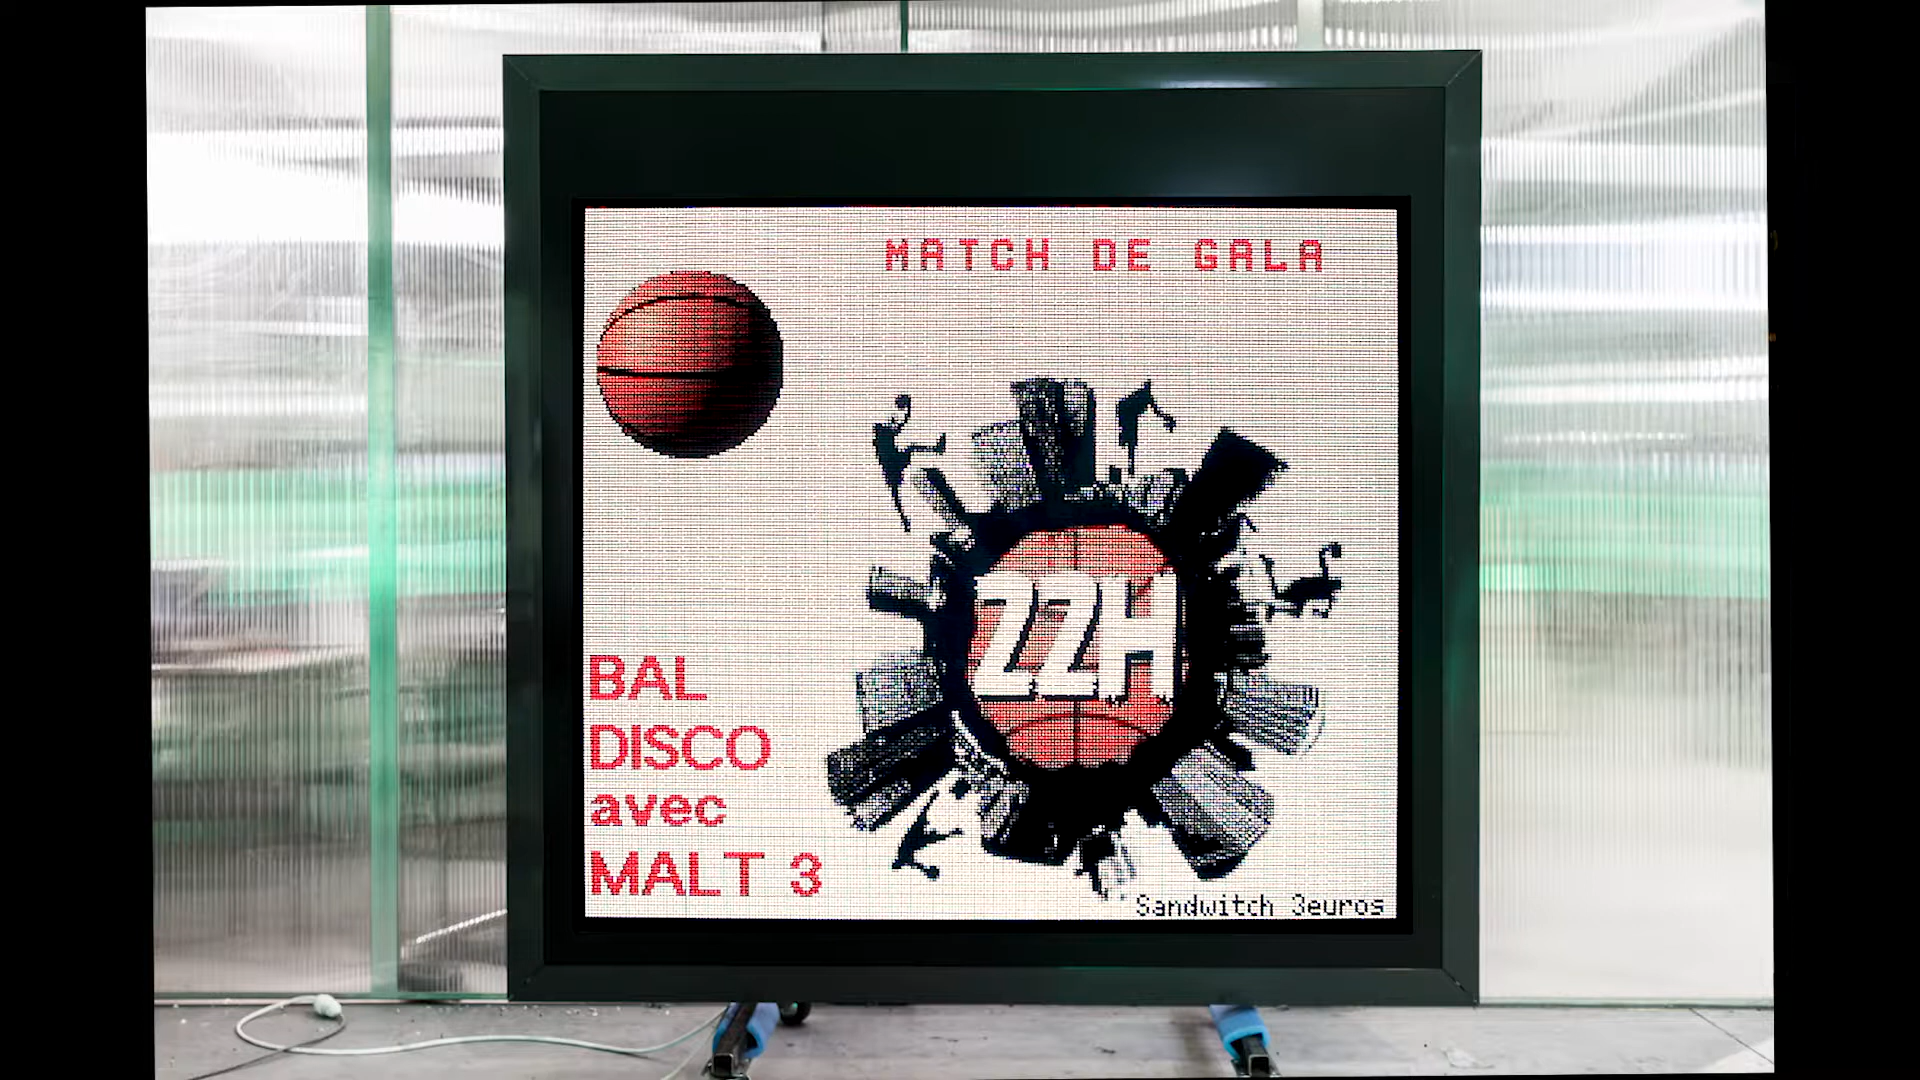 MATCH DE GALA
ZZH
BAL
DISCO
avec
MALT 3
Sandwitch 3euros